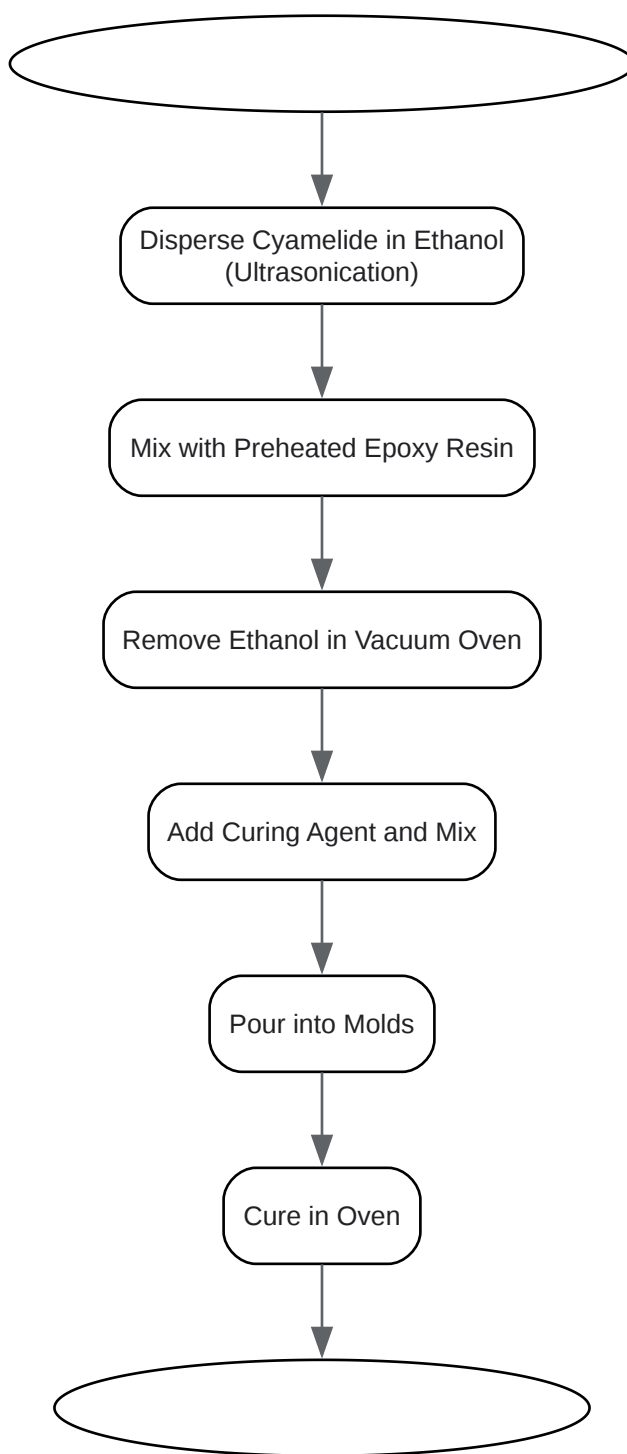 Disperse Cyamelide in Ethanol
(Ultrasonication)
Mix with Preheated Epoxy Resin
Remove Ethanol in Vacuum Oven
Add Curing Agent and Mix
Pour into Molds
Cure in Oven